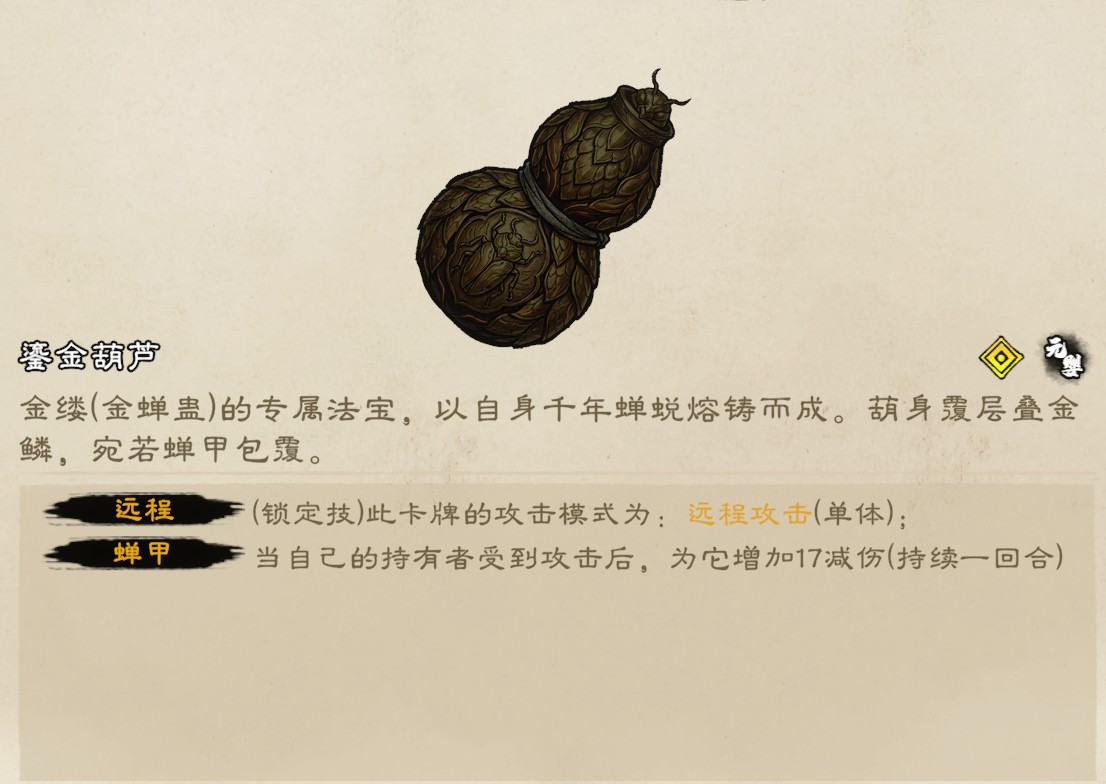 鎏金葫芦
元婴
金缕(金蝉蛊)的专属法宝，以自身千年蝉蜕熔铸而成。葫身覆层叠金
鳞，宛若蝉甲包覆。
远程 (锁定技)此卡牌的攻击模式为：远程攻击(单体)；
蝉甲 当自己的持有者受到攻击后，为它增加17减伤(持续一回合)